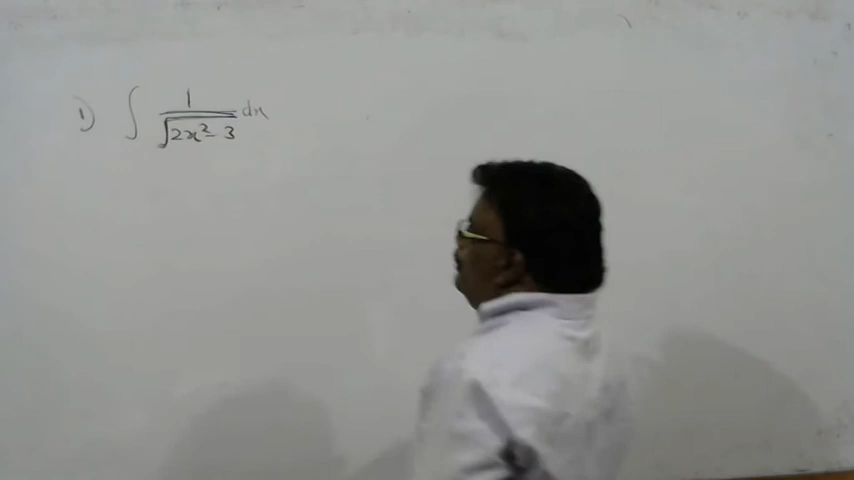 1) ∫ 1/√(2x² - 3) dx